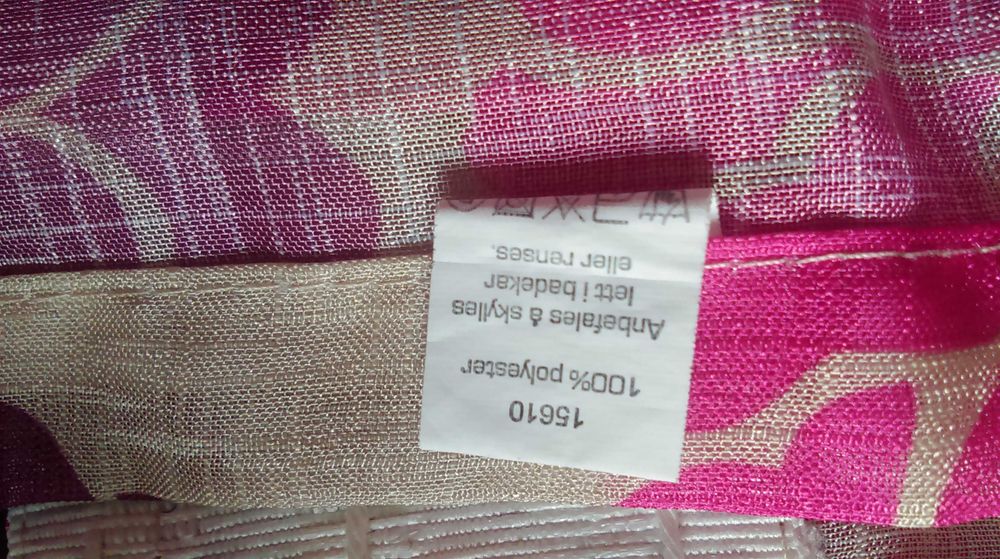 15610
100% polyester
Anbefales å skylles
lett i badekar
eller renses.